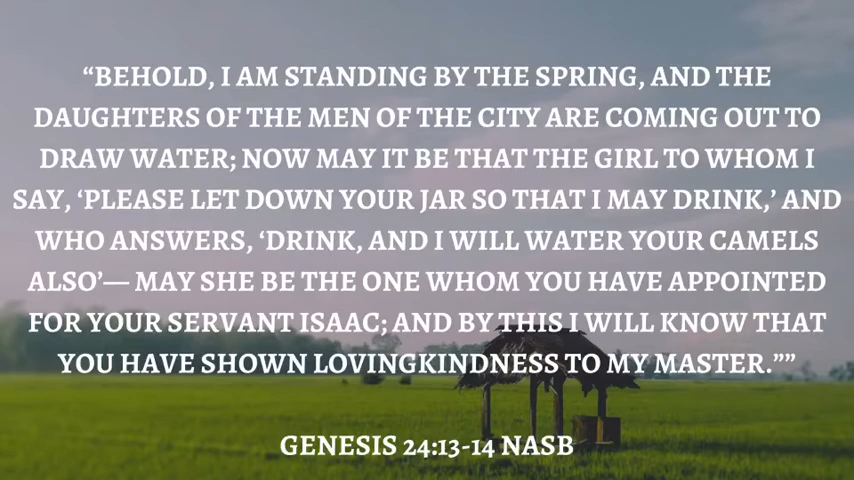 “BEHOLD, I AM STANDING BY THE SPRING, AND THE
DAUGHTERS OF THE MEN OF THE CITY ARE COMING OUT TO
DRAW WATER; NOW MAY IT BE THAT THE GIRL TO WHOM I
SAY, ‘PLEASE LET DOWN YOUR JAR SO THAT I MAY DRINK,’ AND
WHO ANSWERS, ‘DRINK, AND I WILL WATER YOUR CAMELS
ALSO’— MAY SHE BE THE ONE WHOM YOU HAVE APPOINTED
FOR YOUR SERVANT ISAAC; AND BY THIS I WILL KNOW THAT
YOU HAVE SHOWN LOVINGKINDNESS TO MY MASTER.””
GENESIS 24:13-14 NASB